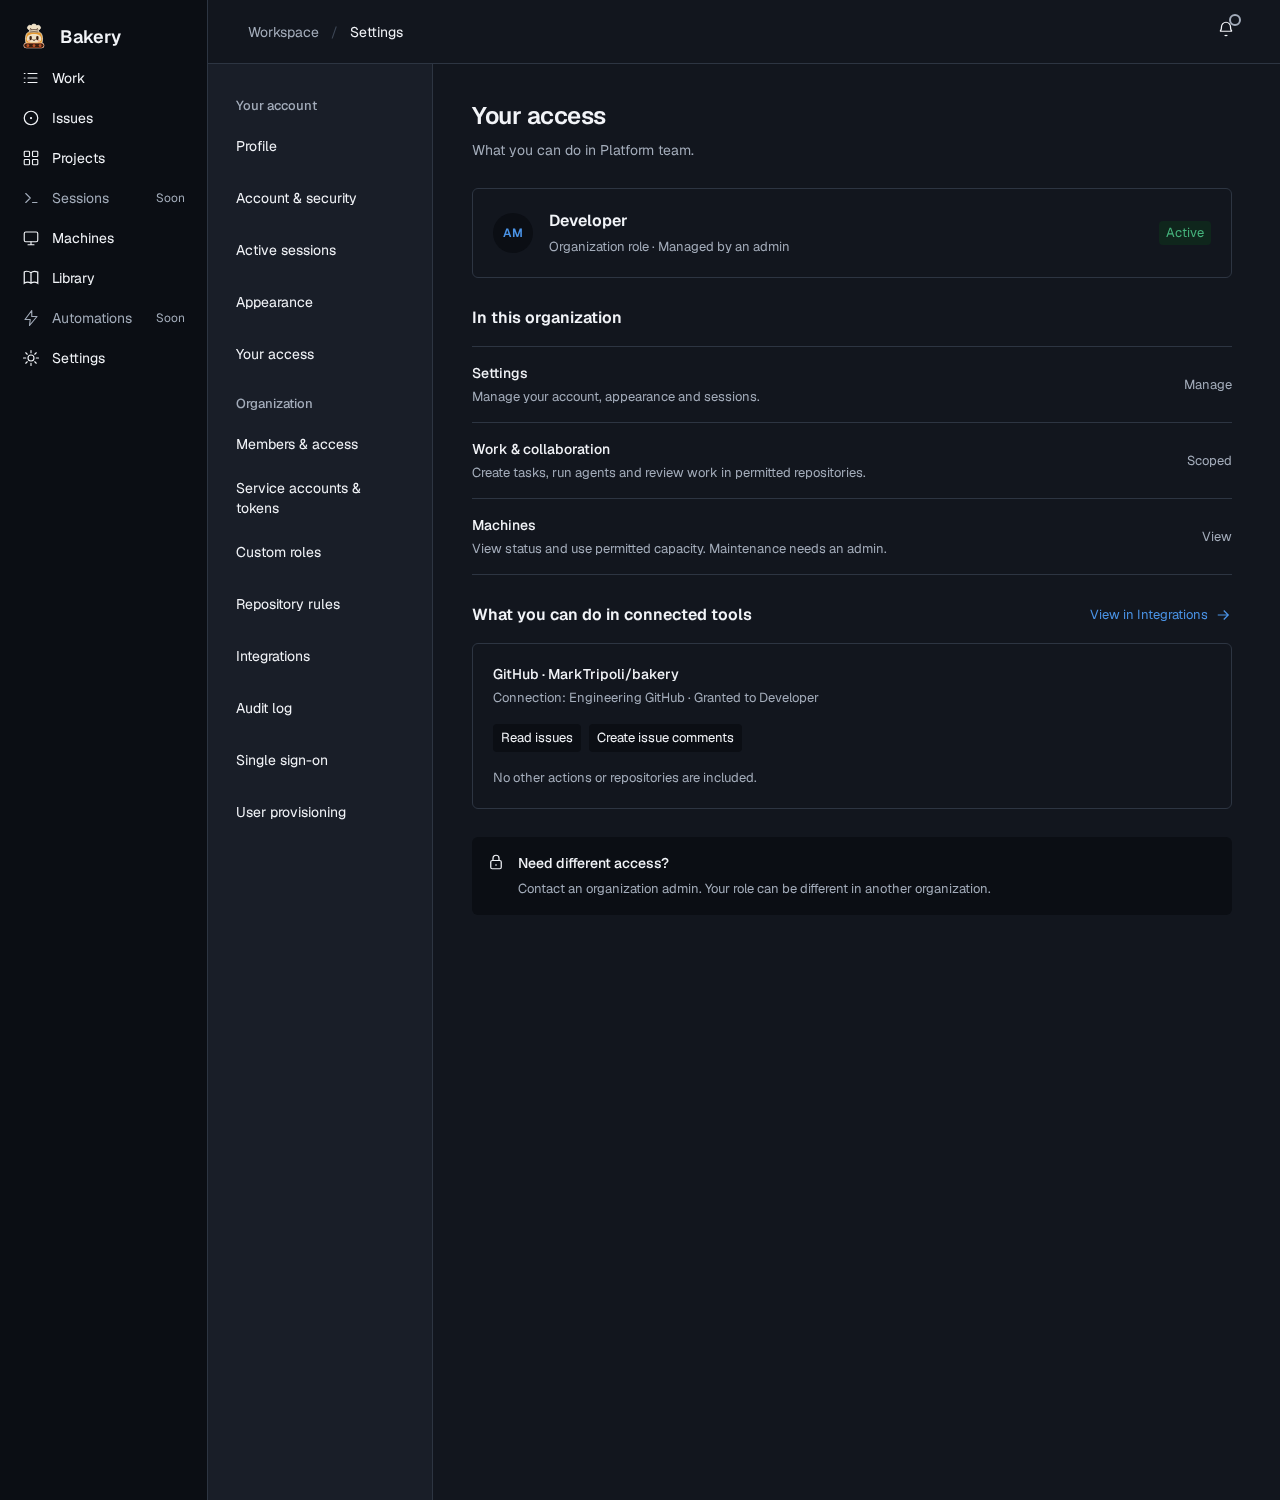 Bakery
Work
Issues
Projects
Sessions Soon
Machines
Library
Automations Soon
Settings
Workspace / Settings
Your account
Profile
Account & security
Active sessions
Appearance
Your access
Organization
Members & access
Service accounts &
tokens
Custom roles
Repository rules
Integrations
Audit log
Single sign-on
User provisioning
Your access
What you can do in Platform team.
AM
Developer
Organization role · Managed by an admin
Active
In this organization
Settings
Manage your account, appearance and sessions.
Manage
Work & collaboration
Create tasks, run agents and review work in permitted repositories.
Scoped
Machines
View status and use permitted capacity. Maintenance needs an admin.
View
What you can do in connected tools
View in Integrations
GitHub · MarkTripoli/bakery
Connection: Engineering GitHub · Granted to Developer
Read issues Create issue comments
No other actions or repositories are included.
Need different access?
Contact an organization admin. Your role can be different in another organization.